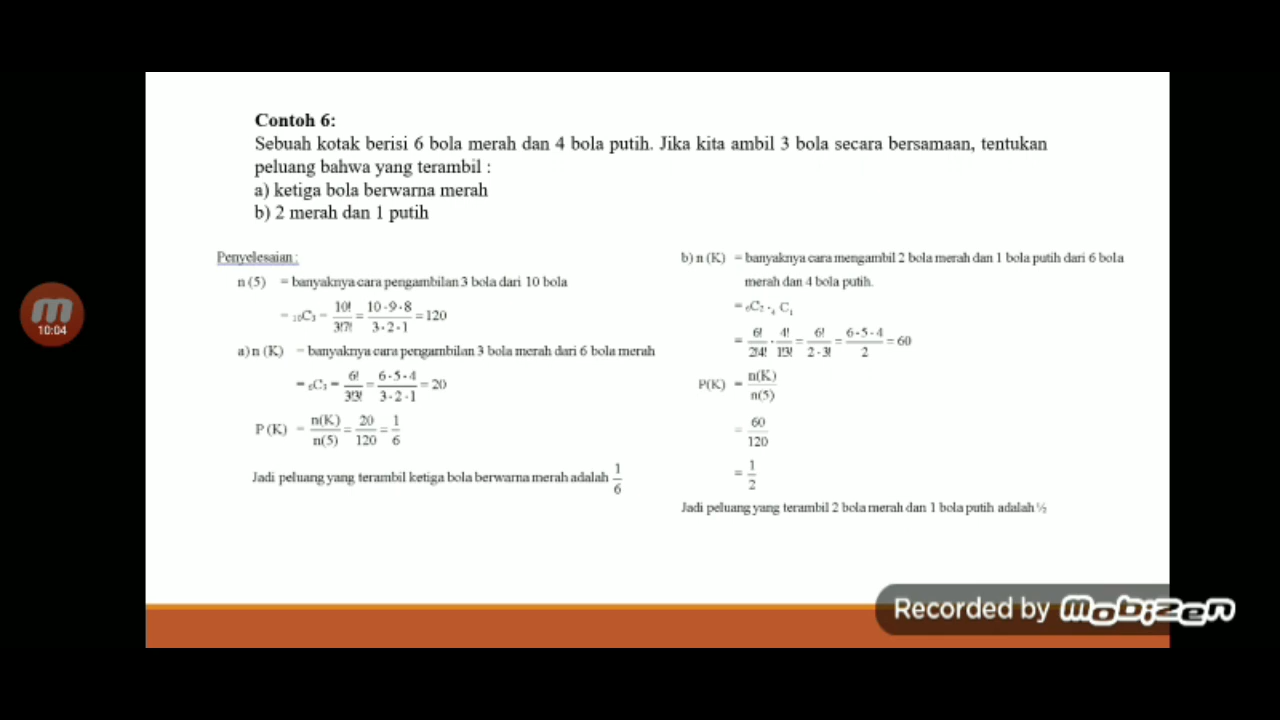 Contoh 6:
Sebuah kotak berisi 6 bola merah dan 4 bola putih. Jika kita ambil 3 bola secara bersamaan, tentukan
peluang bahwa yang terambil :
a) ketiga bola berwarna merah
b) 2 merah dan 1 putih
Penyelesaian :
n (5) = banyaknya cara pengambilan 3 bola dari 10 bola
= ₁₀C₃ = 10!/3!7! = 10·9·8/3·2·1 = 120
a) n (K) = banyaknya cara pengambilan 3 bola merah dari 6 bola merah
= ₆C₃ = 6!/3!3! = 6·5·4/3·2·1 = 20
P (K) = n(K)/n(5) = 20/120 = 1/6
Jadi peluang yang terambil ketiga bola berwarna merah adalah 1/6
b) n (K) = banyaknya cara mengambil 2 bola merah dan 1 bola putih dari 6 bola
merah dan 4 bola putih.
= ₆C₂ · ₄C₁
= 6!/2!4! · 4!/1!3! = 6!/2·3! = 6·5·4/2 = 60
P(K) = n(K)/n(5)
= 60/120
= 1/2
Jadi peluang yang terambil 2 bola merah dan 1 bola putih adalah ½
10:04
Recorded by mobizen